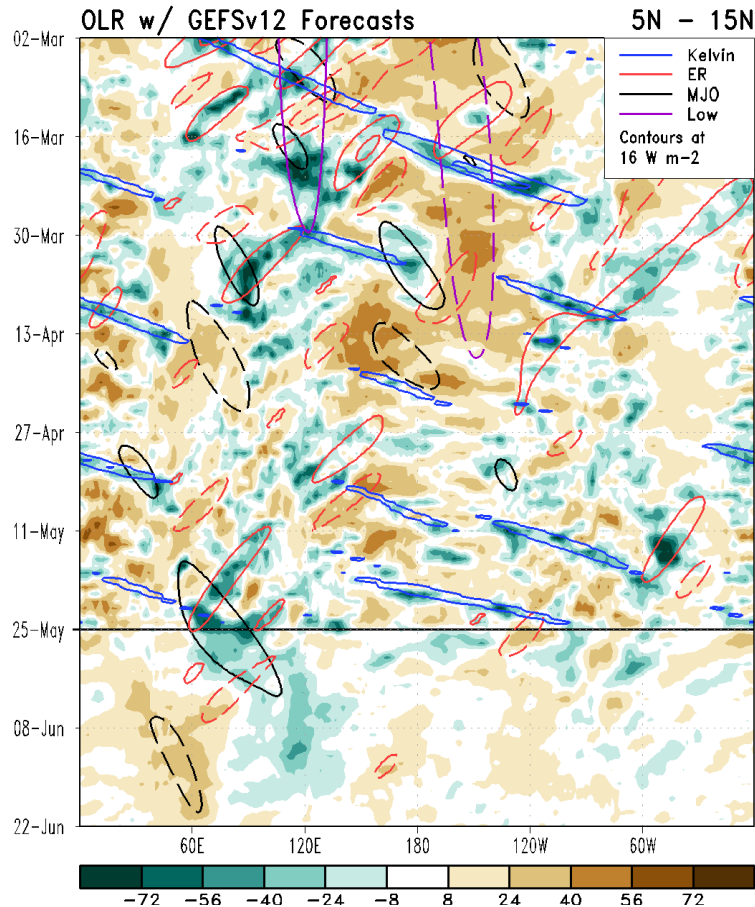 OLR w/ GEFSv12 Forecasts 5N - 15N
02-Mar
16-Mar
30-Mar
13-Apr
27-Apr
11-May
25-May
08-Jun
22-Jun
Kelvin
ER
MJO
Low
Contours at
16 W m-2
60E 120E 180 120W 60W
-72 -56 -40 -24 -8 8 24 40 56 72